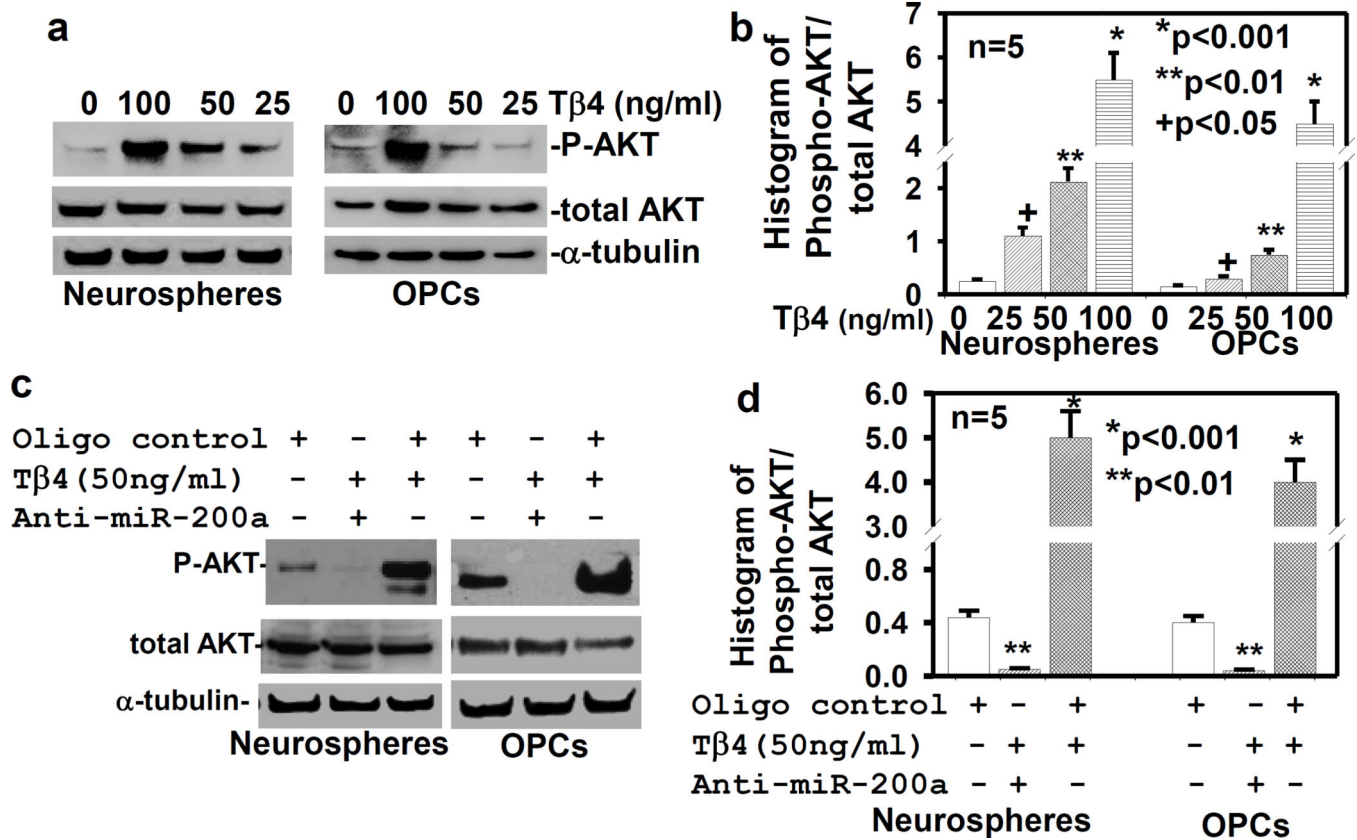 a
0 100 50 25 0 100 50 25 Tβ4 (ng/ml)
-P-AKT
-total AKT
-α-tubulin
Neurospheres OPCs
b
Histogram of
Phospho-AKT/
total AKT
7
6
5
4
2
1
0
n=5
*p<0.001
**p<0.01
+p<0.05
+ ** * + ** *
Tβ4 (ng/ml) 0 25 50 100 0 25 50 100
Neurospheres OPCs
c
Oligo control + - + + - +
Tβ4(50ng/ml) - + + - + +
Anti-miR-200a - + - - + -
P-AKT-
total AKT-
α-tubulin-
Neurospheres OPCs
d
Histogram of
Phospho-AKT/
total AKT
6.0
5.0
4.0
3.0
0.8
0.4
0.0
n=5
*p<0.001
**p<0.01
** * ** *
Oligo control + - + + - +
Tβ4(50ng/ml) - + + - + +
Anti-miR-200a - + - - + -
Neurospheres OPCs